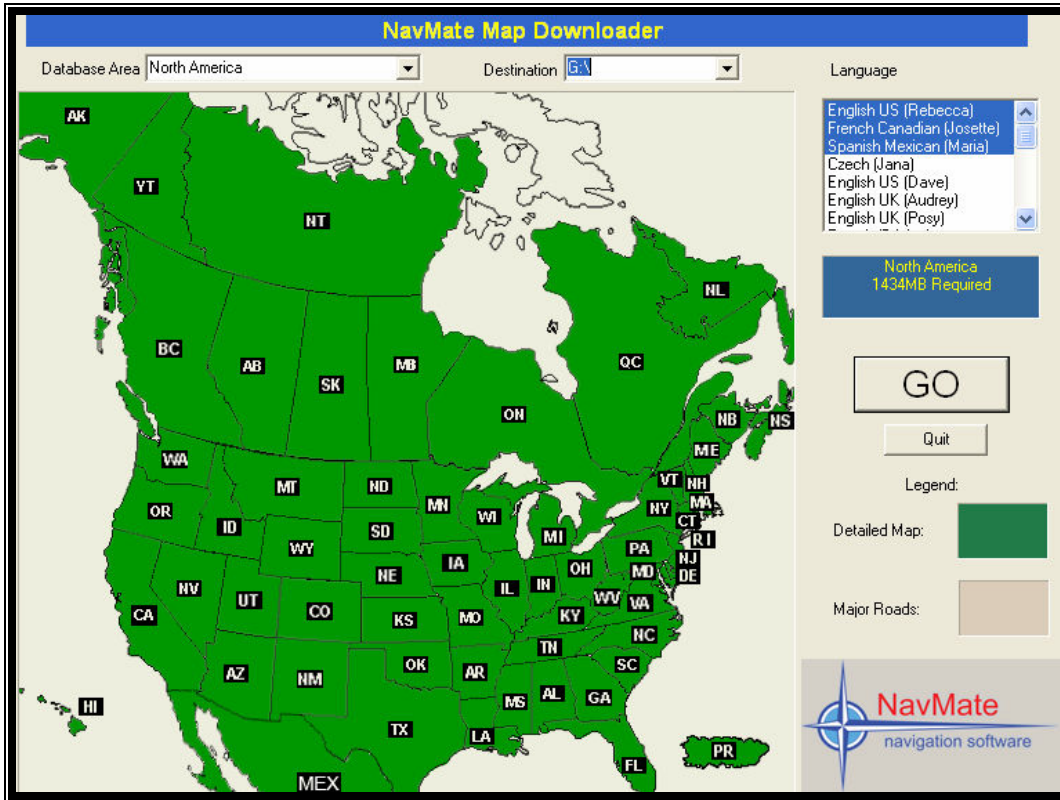 NavMate Map Downloader
Database Area North America
Destination G:\
Language
English US (Rebecca)
French Canadian (Josette)
Spanish Mexican (Maria)
Czech (Jana)
English US (Dave)
English UK (Audrey)
English UK (Posy)
North America
1434MB Required
GO
Quit
Legend:
Detailed Map:
Major Roads:
NavMate
navigation software
AK
YT
NT
NL
BC
AB
SK
MB
QC
ON
NB
NS
WA
ME
MT
ND
VT
NH
OR
ID
MN
WI
NY
MA
SD
MI
CT
WY
RI
PA
NJ
IA
NE
OH
MD
DE
NV
UT
IL
IN
CO
WV
VA
CA
KS
MO
KY
NC
TN
OK
AR
SC
AZ
NM
MS
AL
GA
HI
TX
LA
PR
FL
MEX